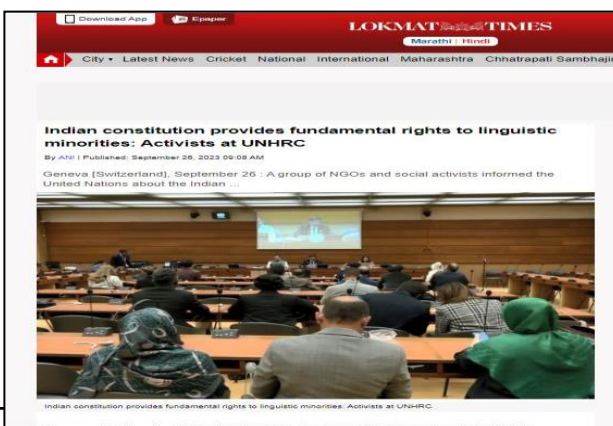 Download App Epaper
LOKMAT TIMES
Marathi | Hindi
City Latest News Cricket National International Maharashtra Chhatrapati Sambhajin
Indian constitution provides fundamental rights to linguistic
minorities: Activists at UNHRC
By ANI | Published: September 26, 2023 09:08 AM
Geneva [Switzerland], September 26 : A group of NGOs and social activists informed the
United Nations about the Indian ...
Indian constitution provides fundamental rights to linguistic minorities: Activists at UNHRC